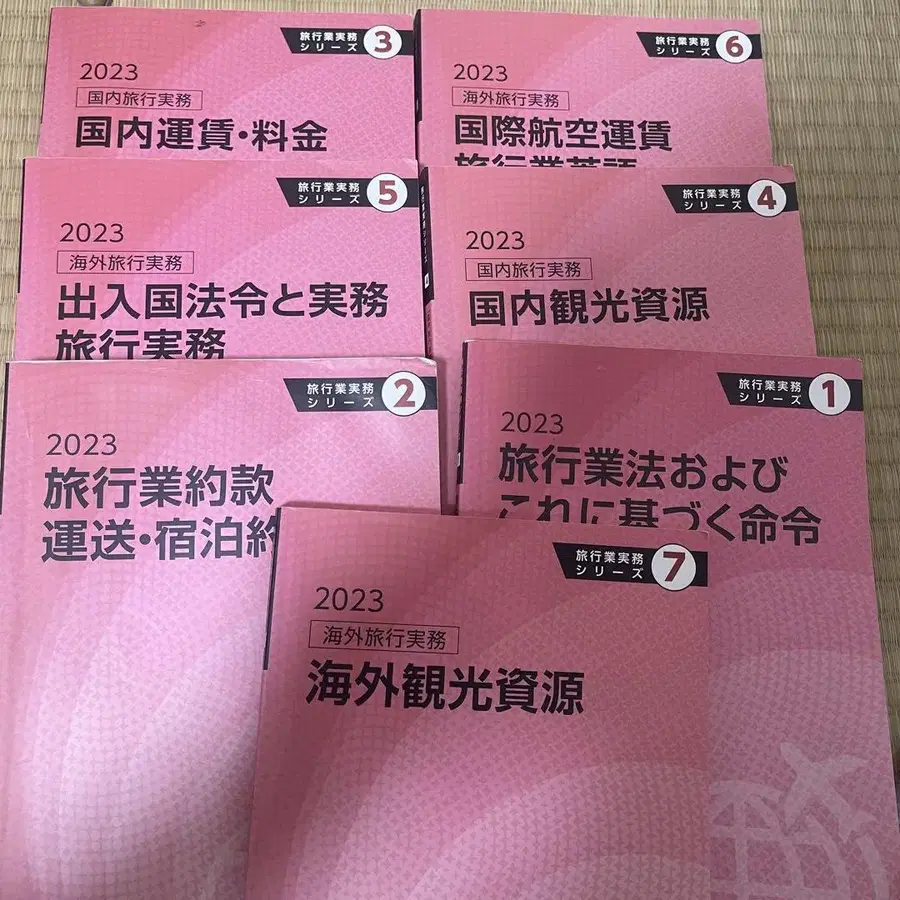 旅行業実務
シリーズ 3
2023
国内旅行実務
国内運賃・料金
旅行業実務
シリーズ 6
2023
海外旅行実務
国際航空運賃
旅行業英語
旅行業実務
シリーズ 5
2023
海外旅行実務
出入国法令と実務
旅行実務
旅行業実務
シリーズ 4
2023
国内旅行実務
国内観光資源
旅行業実務
シリーズ 2
2023
旅行業約款
運送・宿泊約
旅行業実務
シリーズ 1
2023
旅行業法および
これに基づく命令
旅行業実務
シリーズ 7
2023
海外旅行実務
海外観光資源